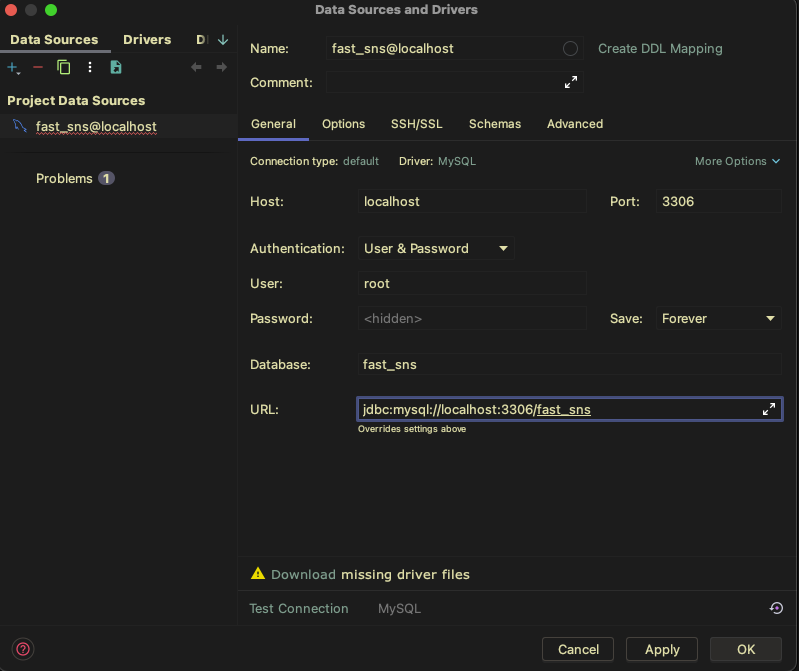 Data Sources and Drivers
Data Sources Drivers D
Project Data Sources
fast_sns@localhost
Problems 1
Name: fast_sns@localhost Create DDL Mapping
Comment:
General Options SSH/SSL Schemas Advanced
Connection type: default Driver: MySQL More Options
Host: localhost Port: 3306
Authentication: User & Password
User: root
Password: <hidden> Save: Forever
Database: fast_sns
URL: jdbc:mysql://localhost:3306/fast_sns
Overrides settings above
Download missing driver files
Test Connection MySQL
? Cancel Apply OK